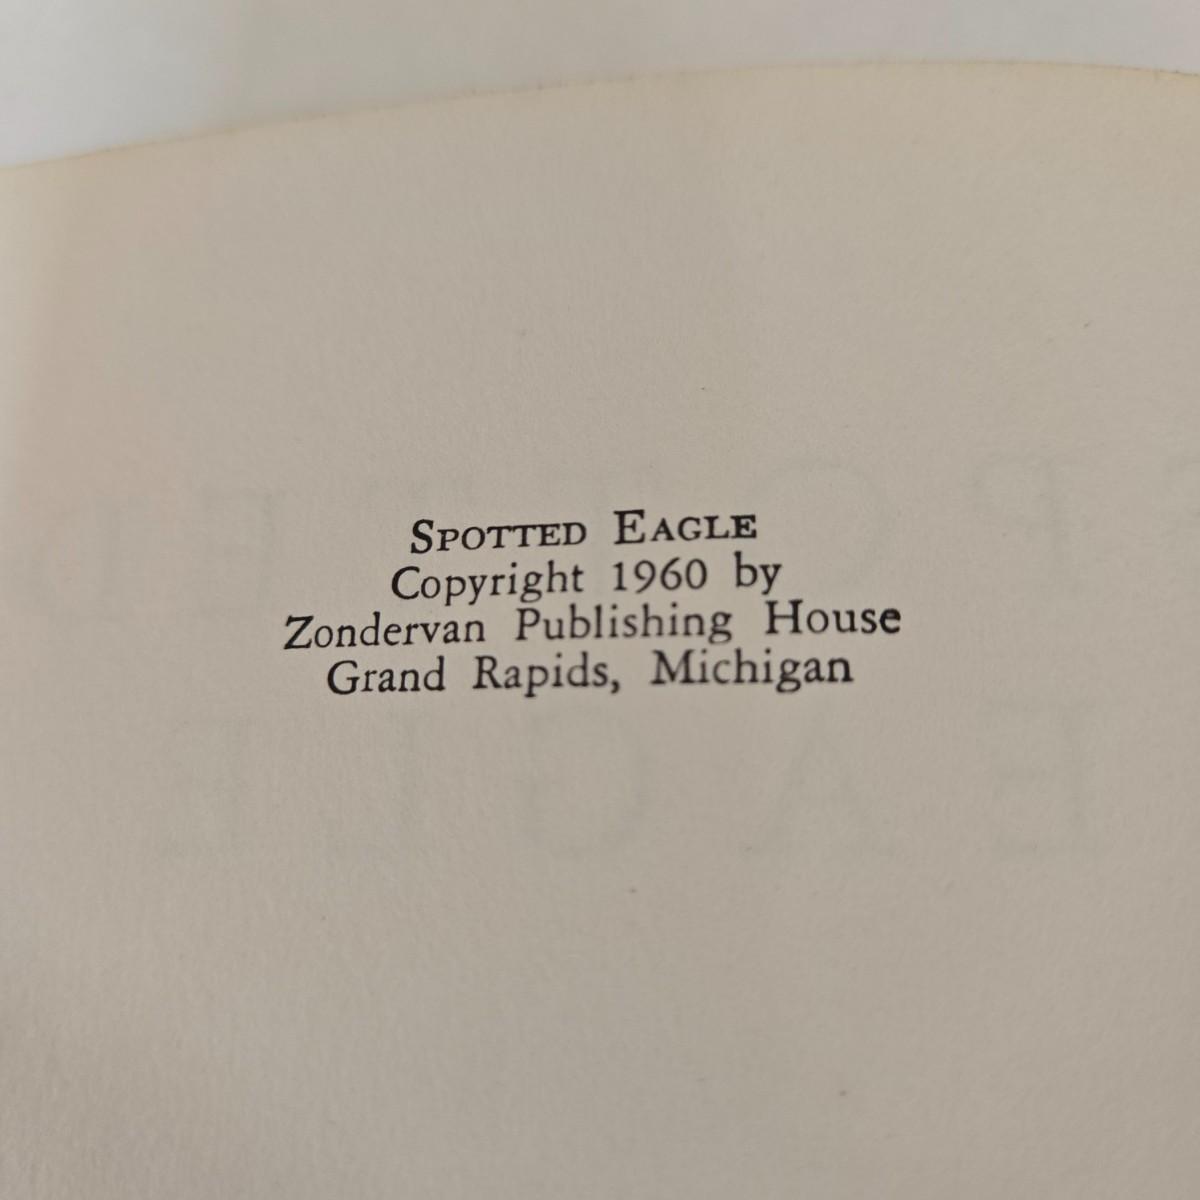 SPOTTED EAGLE
Copyright 1960 by
Zondervan Publishing House
Grand Rapids, Michigan